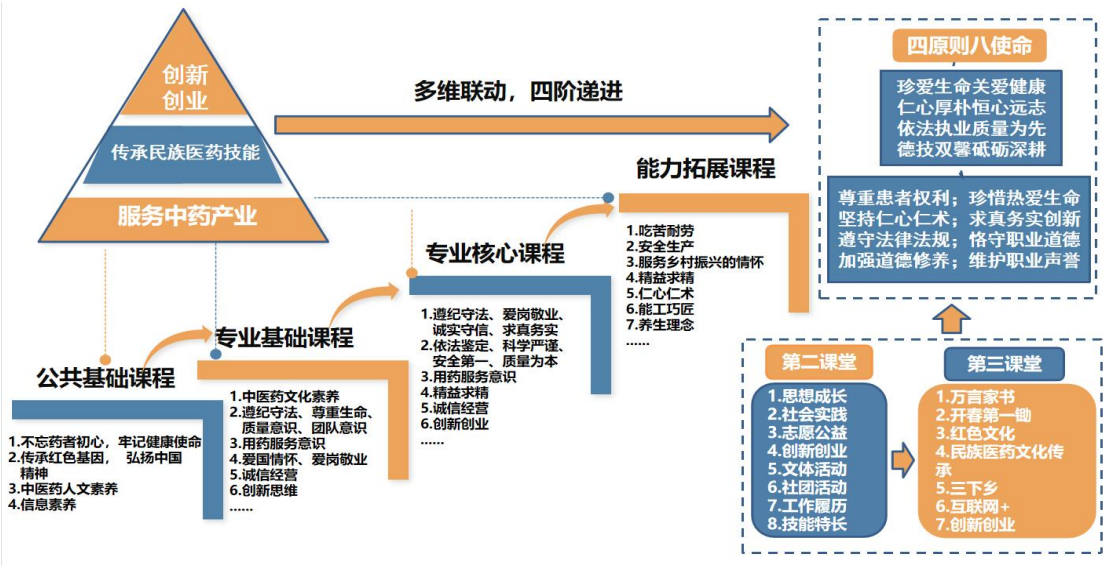 创新
创业
传承民族医药技能
服务中药产业
多维联动，四阶递进
公共基础课程
1.不忘药者初心，牢记健康使命
2.传承红色基因， 弘扬中国
精神
3.中医药人文素养
4.信息素养
专业基础课程
1.中医药文化素养
2.遵纪守法、尊重生命、
质量意识、团队意识
3.用药服务意识
4.爱国情怀、爱岗敬业
5.诚信经营
6.创新思维
......
专业核心课程
1.遵纪守法、爱岗敬业、
诚实守信、求真务实
2.依法鉴定、科学严谨、
安全第一、质量为本
3.用药服务意识
4.精益求精
5.诚信经营
6.创新创业
......
能力拓展课程
1.吃苦耐劳
2.安全生产
3.服务乡村振兴的情怀
4.精益求精
5.仁心仁术
6.能工巧匠
7.养生理念
......
四原则八使命
珍爱生命关爱健康
仁心厚朴恒心远志
依法执业质量为先
德技双馨砥砺深耕
尊重患者权利；珍惜热爱生命
坚持仁心仁术；求真务实创新
遵守法律法规；恪守职业道德
加强道德修养；维护职业声誉
第二课堂
1.思想成长
2.社会实践
3.志愿公益
4.创新创业
5.文体活动
6.社团活动
7.工作履历
8.技能特长
第三课堂
1.万言家书
2.开春第一锄
3.红色文化
4.民族医药文化传
承
5.三下乡
6.互联网+
7.创新创业